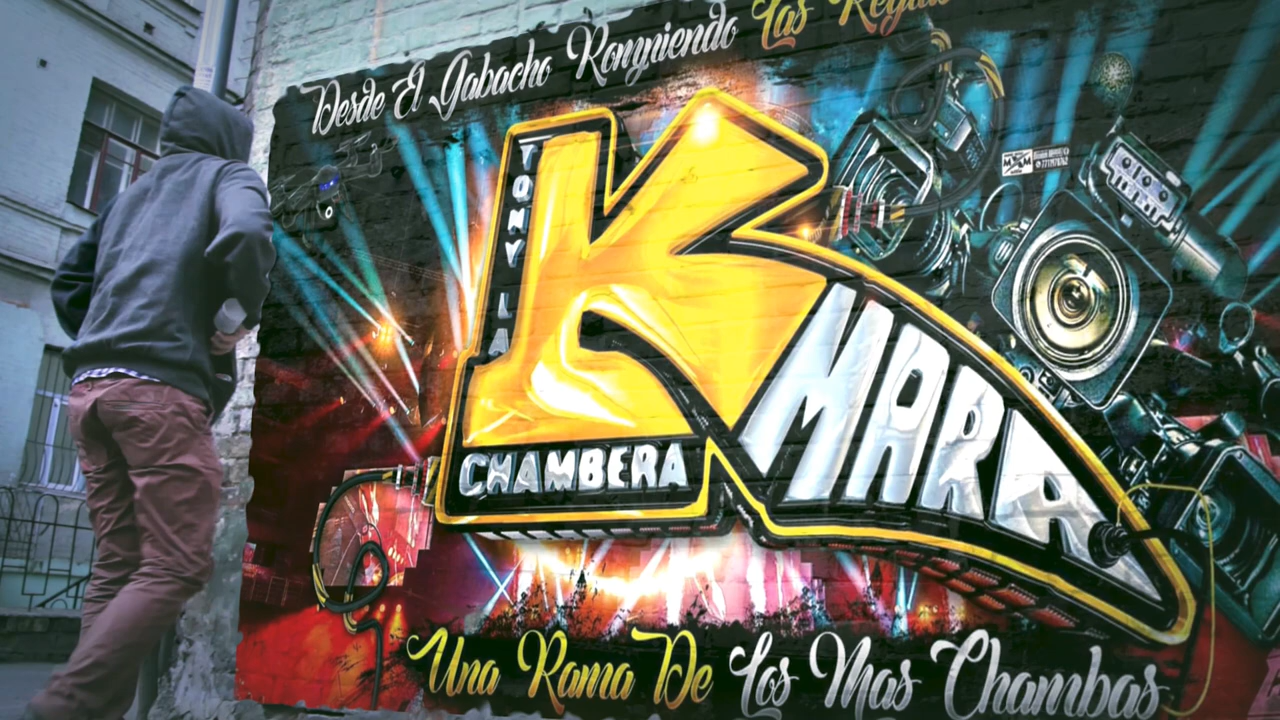 Desde El Gabacho Rompiendo Las Reglas
TONY LA
K MARA
CHAMBERA
Una Rama De Los Mas Chambas